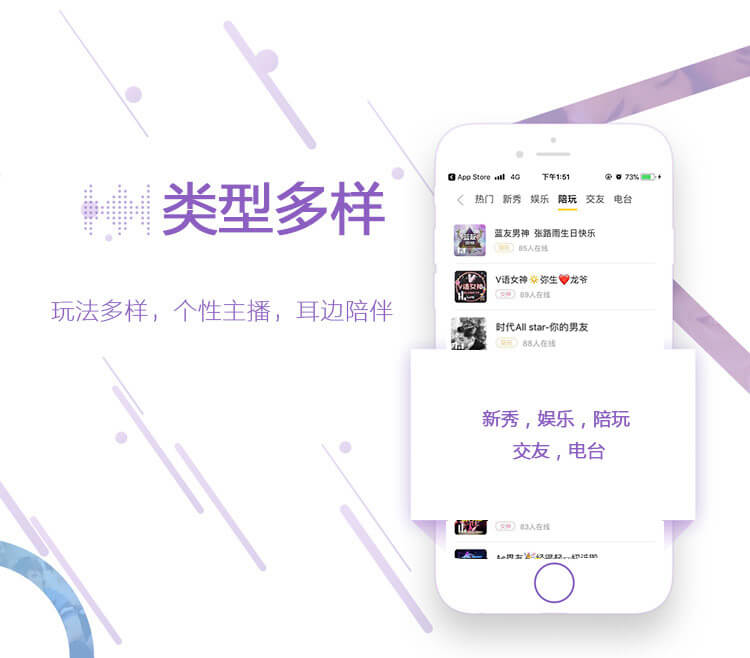 类型多样
玩法多样，个性主播，耳边陪伴
App Store 4G 下午1:51 73%
热门 新秀 娱乐 陪玩 交友 电台
蓝友男神 张路雨生日快乐
85人在线
V语女神☀️弥生❤️龙爷
女神 89人在线
时代All star-你的男友
88人在线
新秀，娱乐，陪玩
交友，电台
女神 83人在线